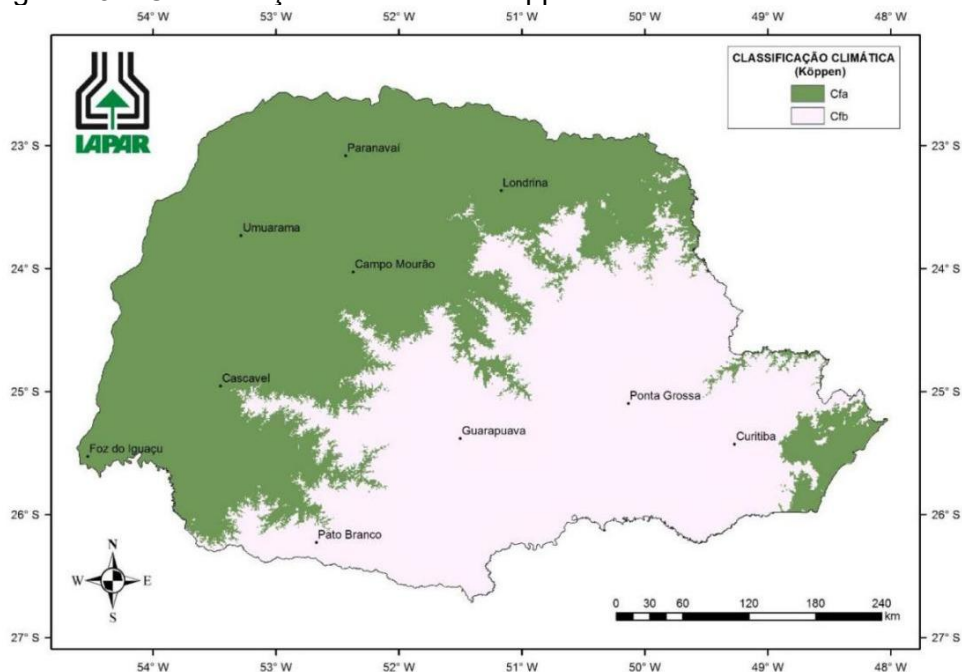 54° W 53° W 52° W 51° W 50° W 49° W 48° W
CLASSIFICAÇÃO CLIMÁTICA
(Köppen)
Cfa
Cfb
IAPAR
23° S
23° S
Paranavaí
Londrina
Umuarama
24° S
24° S
Campo Mourão
Cascavel
25° S
25° S
Ponta Grossa
Guarapuava
Curitiba
Foz do Iguaçu
26° S
26° S
Pato Branco
N
W E
S
0 30 60 120 180 240
km
27° S
27° S
54° W 53° W 52° W 51° W 50° W 49° W 48° W